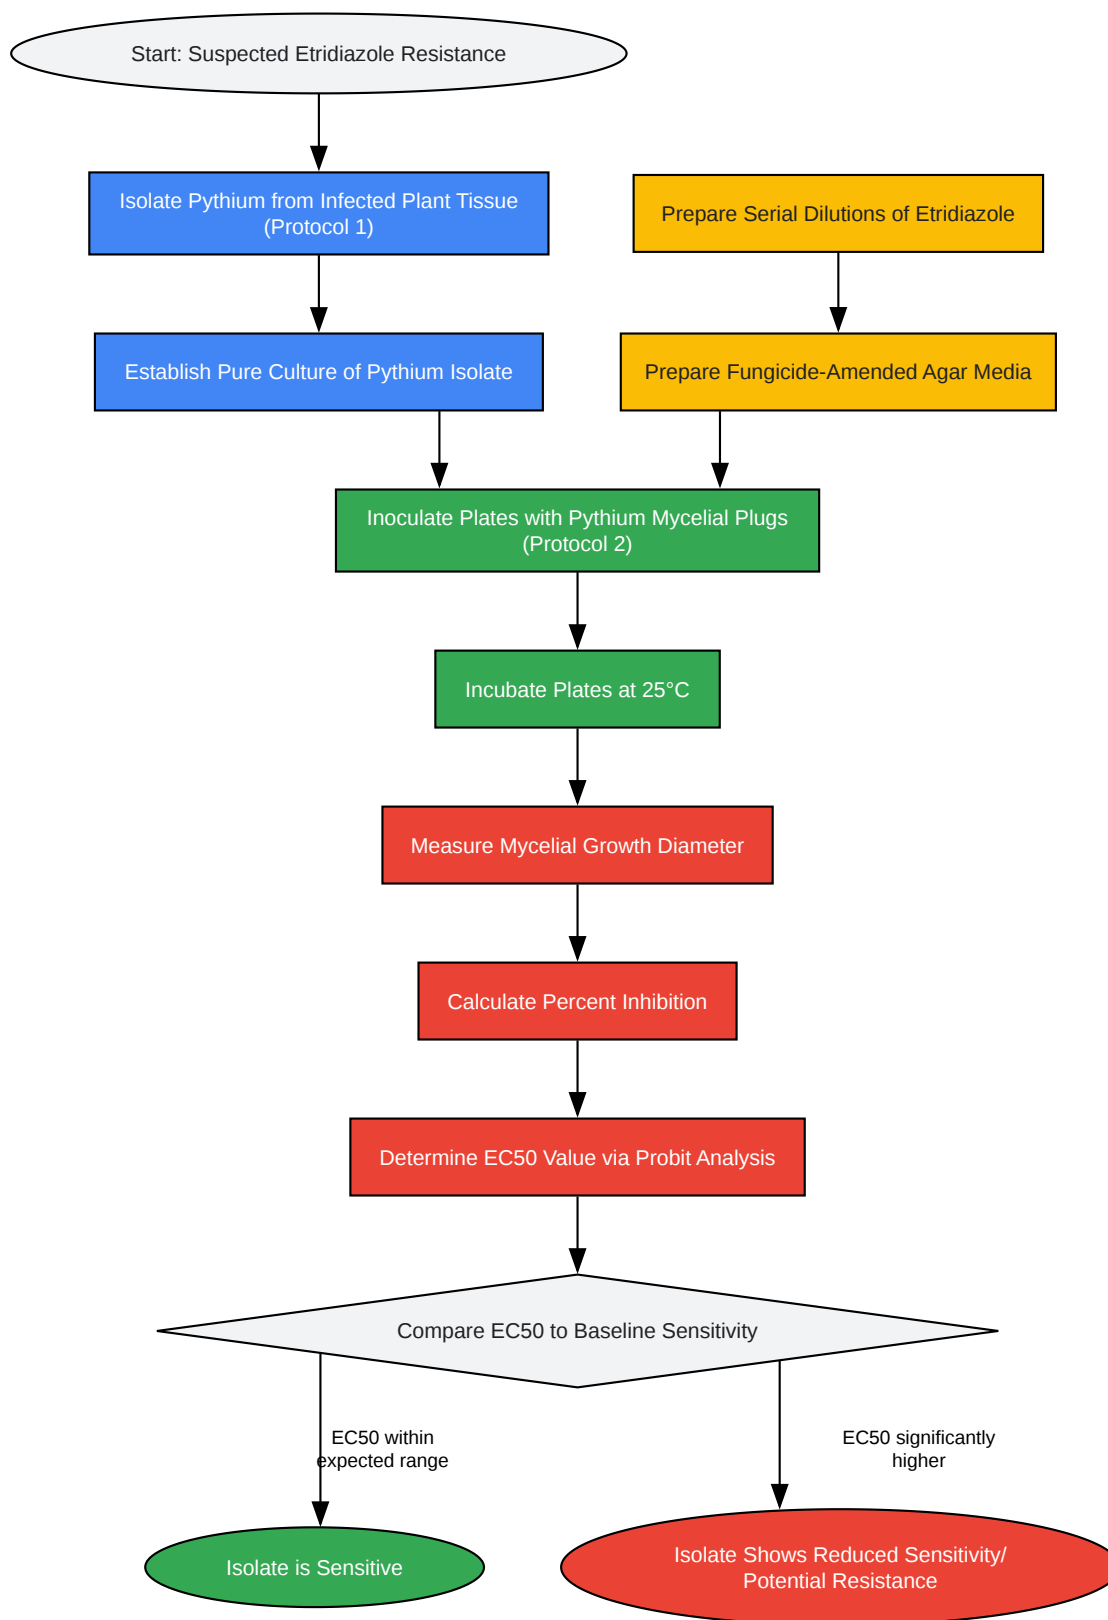 Start: Suspected Etridiazole Resistance
Isolate Pythium from Infected Plant Tissue
(Protocol 1)
Prepare Serial Dilutions of Etridiazole
Establish Pure Culture of Pythium Isolate
Prepare Fungicide-Amended Agar Media
Inoculate Plates with Pythium Mycelial Plugs
(Protocol 2)
Incubate Plates at 25°C
Measure Mycelial Growth Diameter
Calculate Percent Inhibition
Determine EC50 Value via Probit Analysis
Compare EC50 to Baseline Sensitivity
EC50 within
expected range
EC50 significantly
higher
Isolate is Sensitive
Isolate Shows Reduced Sensitivity/
Potential Resistance